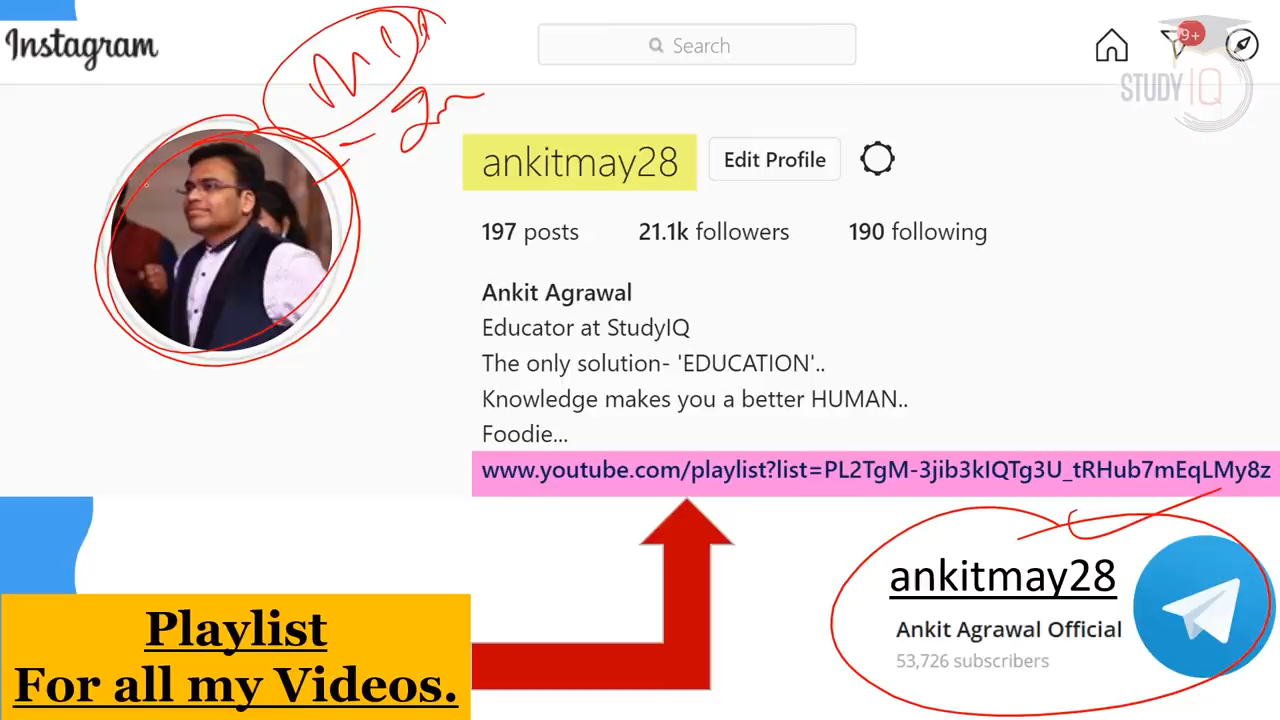 Instagram
Search
9+
STUDY IQ
ankitmay28
Edit Profile
197 posts
21.1k followers
190 following
Ankit Agrawal
Educator at StudyIQ
The only solution- 'EDUCATION'..
Knowledge makes you a better HUMAN..
Foodie...
www.youtube.com/playlist?list=PL2TgM-3jib3kIQTg3U_tRHub7mEqLMy8z
ankitmay28
Ankit Agrawal Official
53,726 subscribers
Playlist
For all my Videos.